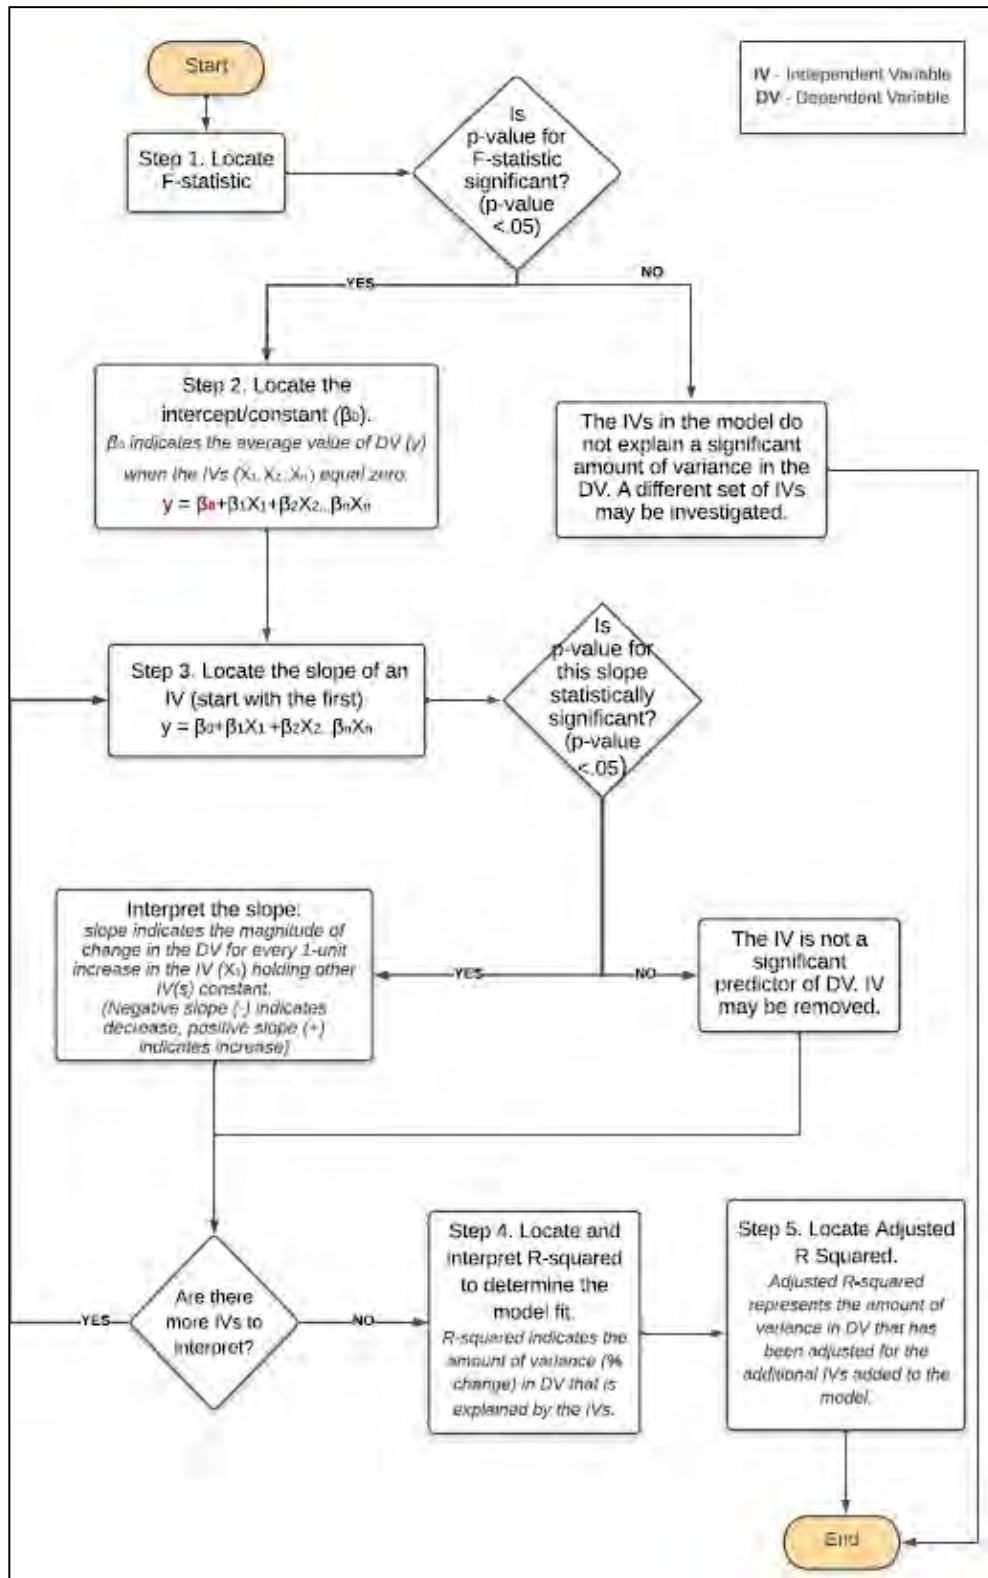 Start
IV - Independent Variable
DV - Dependent Variable
Step 1. Locate
F-statistic
Is
p-value for
F-statistic
significant?
(p-value
<.05)
YES
NO
Step 2. Locate the
intercept/constant (β₀).
β₀ indicates the average value of DV (y)
when the IVs (X₁, X₂...Xₙ) equal zero.
y = β₀+β₁X₁+β₂X₂...βₙXₙ
The IVs in the model do
not explain a significant
amount of variance in the
DV. A different set of IVs
may be investigated.
Step 3. Locate the slope of an
IV (start with the first)
y = β₀+β₁X₁+β₂X₂...βₙXₙ
Is
p-value for
this slope
statistically
significant?
(p-value
<.05)
Interpret the slope:
slope indicates the magnitude of
change in the DV for every 1-unit
increase in the IV (X₁) holding other
IV(s) constant.
(Negative slope (-) indicates
decrease, positive slope (+)
indicates increase)
YES
NO
The IV is not a
significant
predictor of DV. IV
may be removed.
YES
Are there
more IVs to
interpret?
NO
Step 4. Locate and
interpret R-squared
to determine the
model fit.
R-squared indicates the
amount of variance (%
change) in DV that is
explained by the IVs.
Step 5. Locate Adjusted
R Squared.
Adjusted R-squared
represents the amount of
variance in DV that has
been adjusted for the
additional IVs added to the
model.
End